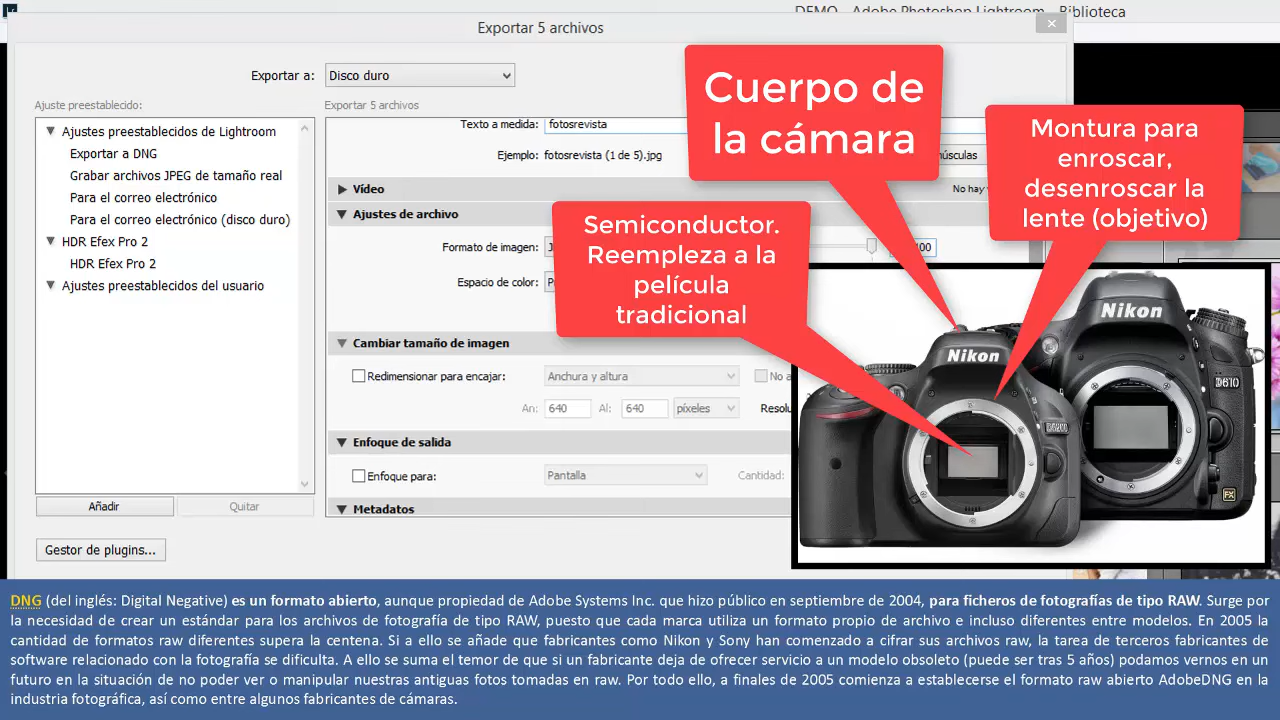 DEMO - Adobe Photoshop Lightroom - Biblioteca
Exportar 5 archivos
Exportar a: Disco duro
Ajuste preestablecido:
Ajustes preestablecidos de Lightroom
Exportar a DNG
Grabar archivos JPEG de tamaño real
Para el correo electrónico
Para el correo electrónico (disco duro)
HDR Efex Pro 2
HDR Efex Pro 2
Ajustes preestablecidos del usuario
Añadir Quitar
Gestor de plugins...
Exportar 5 archivos
Texto a medida: fotosrevista
Ejemplo: fotosrevista (1 de 5).jpg
Vídeo No hay
Ajustes de archivo
Formato de imagen: 100
Espacio de color:
Cambiar tamaño de imagen
Redimensionar para encajar: Anchura y altura
An: 640 Al: 640 píxeles
Enfoque de salida
Enfoque para: Pantalla Cantidad:
Metadatos
Cuerpo de
la cámara
Montura para
enroscar,
desenroscar la
lente (objetivo)
Semiconductor.
Reempleza a la
película
tradicional
Nikon
D5200
Nikon
D610
FX
DNG (del inglés: Digital Negative) es un formato abierto, aunque propiedad de Adobe Systems Inc. que hizo público en septiembre de 2004, para ficheros de fotografías de tipo RAW. Surge por
la necesidad de crear un estándar para los archivos de fotografía de tipo RAW, puesto que cada marca utiliza un formato propio de archivo e incluso diferentes entre modelos. En 2005 la
cantidad de formatos raw diferentes supera la centena. Si a ello se añade que fabricantes como Nikon y Sony han comenzado a cifrar sus archivos raw, la tarea de terceros fabricantes de
software relacionado con la fotografía se dificulta. A ello se suma el temor de que si un fabricante deja de ofrecer servicio a un modelo obsoleto (puede ser tras 5 años) podamos vernos en un
futuro en la situación de no poder ver o manipular nuestras antiguas fotos tomadas en raw. Por todo ello, a finales de 2005 comienza a establecerse el formato raw abierto AdobeDNG en la
industria fotográfica, así como entre algunos fabricantes de cámaras.